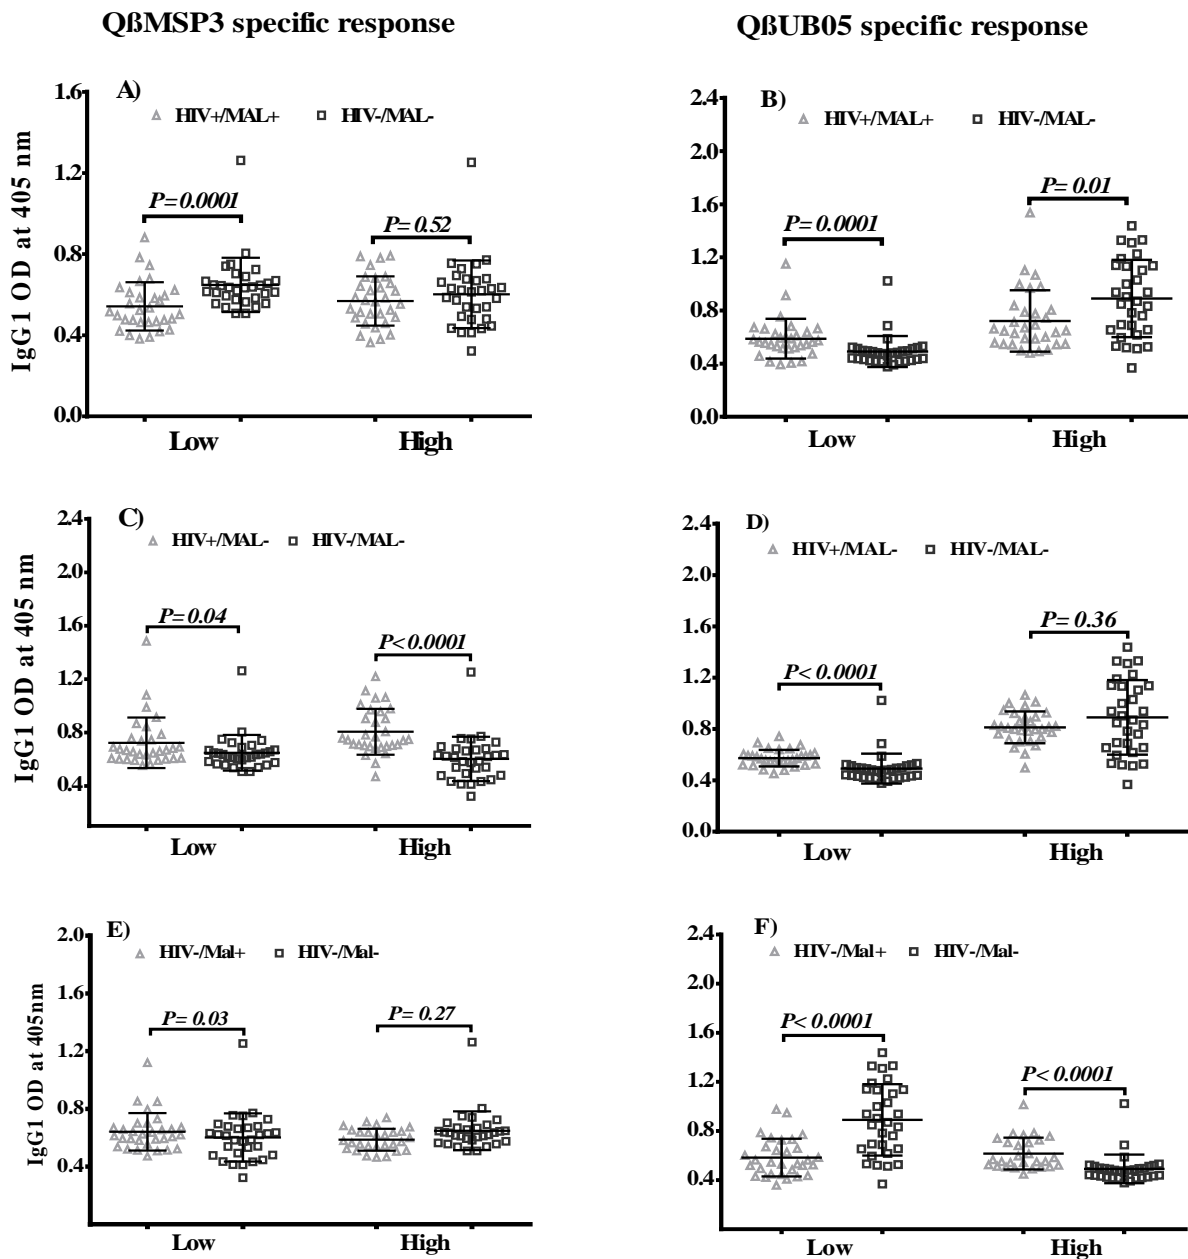 QßMSP3 specific response
QßUB05 specific response
A)
HIV+/MAL+ HIV-/MAL-
IgG1 OD at 405 nm
1.6
1.2
0.8
0.4
0.0
P= 0.0001
P= 0.52
Low High
B)
HIV+/MAL+ HIV-/MAL-
2.4
2.0
1.6
1.2
0.8
0.4
0.0
P= 0.0001
P= 0.01
Low High
C)
HIV+/MAL- HIV-/MAL-
IgG1 OD at 405 nm
2.4
2.0
1.6
1.2
0.8
0.4
P= 0.04
P< 0.0001
Low High
D)
HIV+/MAL- HIV-/MAL-
2.4
2.0
1.6
1.2
0.8
0.4
0.0
P< 0.0001
P= 0.36
Low High
E)
HIV-/Mal+ HIV-/Mal-
IgG1 OD at 405nm
2.0
1.6
1.2
0.8
0.4
P= 0.03
P= 0.27
Low High
F)
HIV-/Mal+ HIV-/Mal-
2.4
2.0
1.6
1.2
0.8
0.4
P< 0.0001
P< 0.0001
Low High